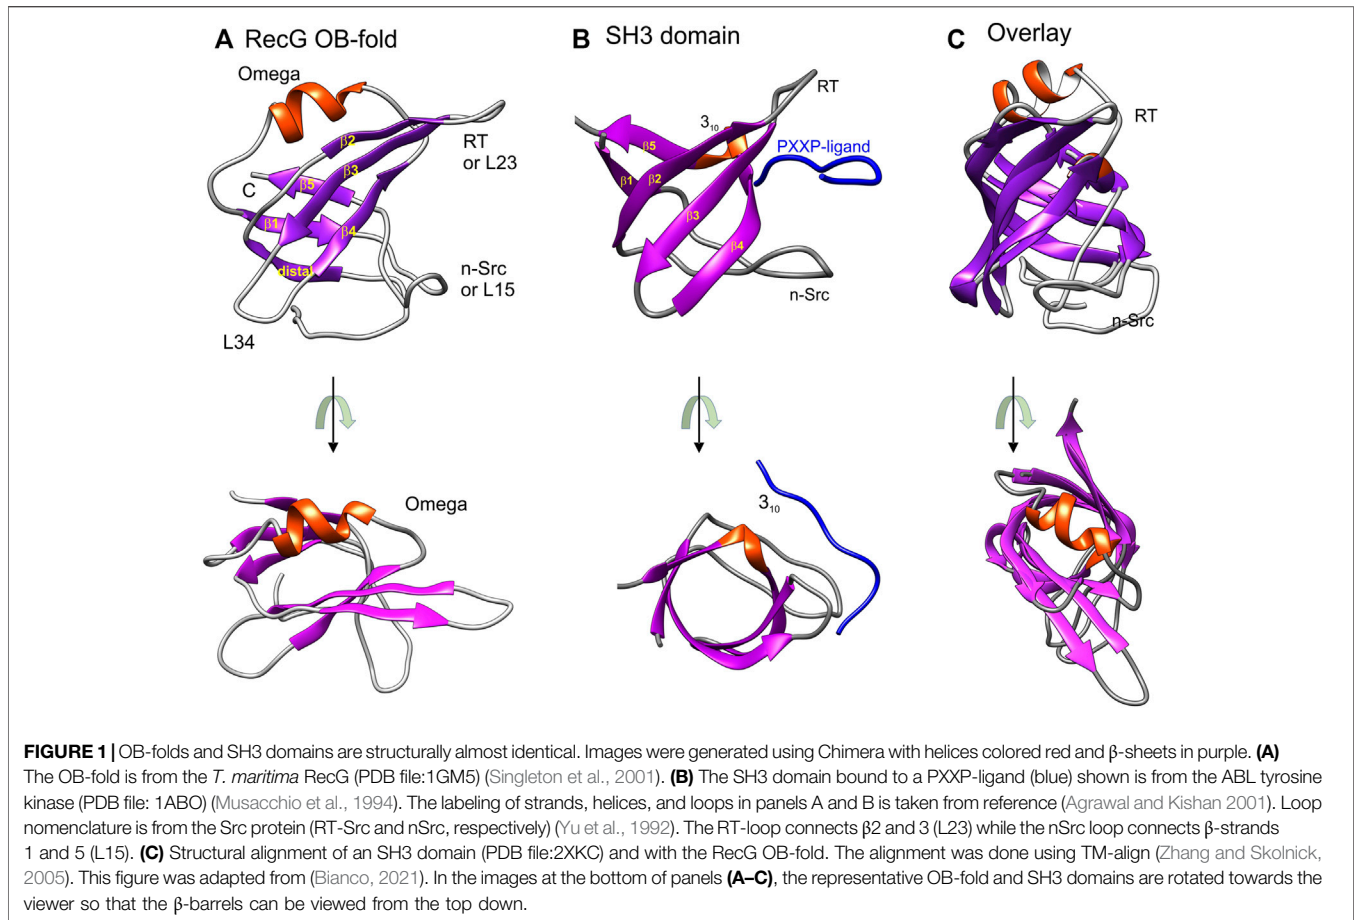 A RecG OB-fold
Omega
β2
β3
β5
C
β1
β4
distal
RT
or L23
n-Src
or L15
L34
B SH3 domain
RT
3₁₀
PXXP-ligand
β5
β1
β2
β3
β4
n-Src
C Overlay
RT
n-Src
Omega
3₁₀
FIGURE 1 | OB-folds and SH3 domains are structurally almost identical. Images were generated using Chimera with helices colored red and β-sheets in purple. (A)
The OB-fold is from the T. maritima RecG (PDB file:1GM5) (Singleton et al., 2001). (B) The SH3 domain bound to a PXXP-ligand (blue) shown is from the ABL tyrosine
kinase (PDB file: 1ABO) (Musacchio et al., 1994). The labeling of strands, helices, and loops in panels A and B is taken from reference (Agrawal and Kishan 2001). Loop
nomenclature is from the Src protein (RT-Src and nSrc, respectively) (Yu et al., 1992). The RT-loop connects β2 and 3 (L23) while the nSrc loop connects β-strands
1 and 5 (L15). (C) Structural alignment of an SH3 domain (PDB file:2XKC) and with the RecG OB-fold. The alignment was done using TM-align (Zhang and Skolnick,
2005). This figure was adapted from (Bianco, 2021). In the images at the bottom of panels (A–C), the representative OB-fold and SH3 domains are rotated towards the
viewer so that the β-barrels can be viewed from the top down.